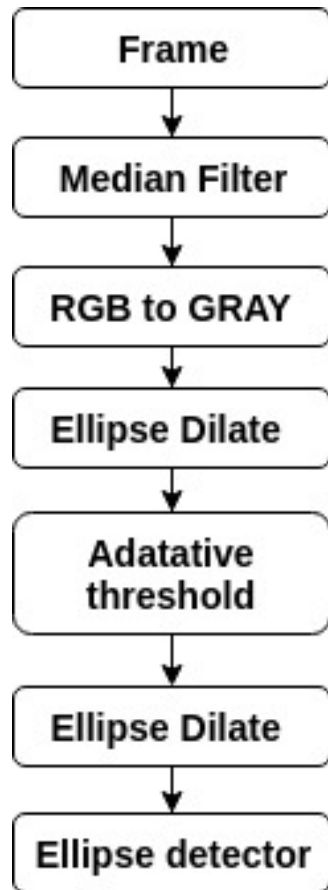 Frame
Median Filter
RGB to GRAY
Ellipse Dilate
Adatative
threshold
Ellipse Dilate
Ellipse detector